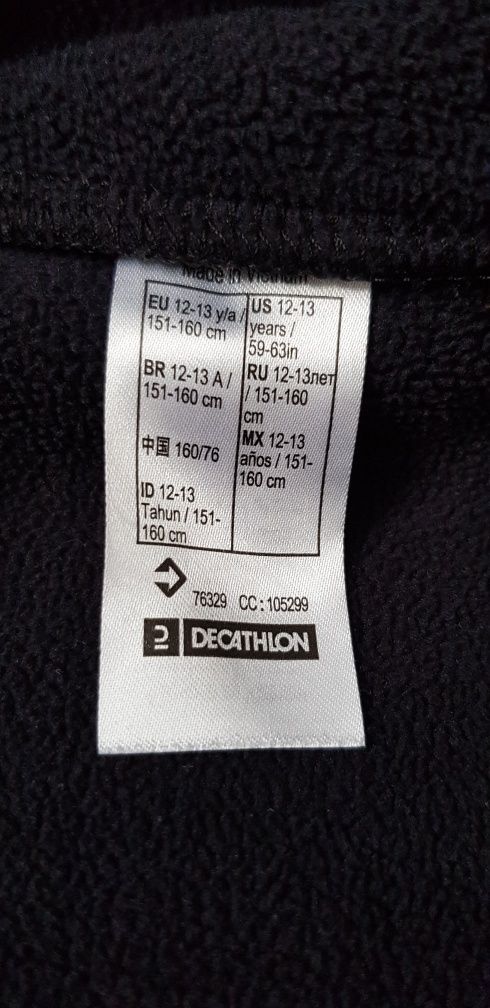 Made in Vietnam
EU 12-13 y/a /
151-160 cm
US 12-13
years /
59-63in
BR 12-13 A /
151-160 cm
RU 12-13лет
/ 151-160
cm
中国 160/76
MX 12-13
años / 151-
160 cm
ID 12-13
Tahun / 151-
160 cm
76329 CC : 105299
DECATHLON